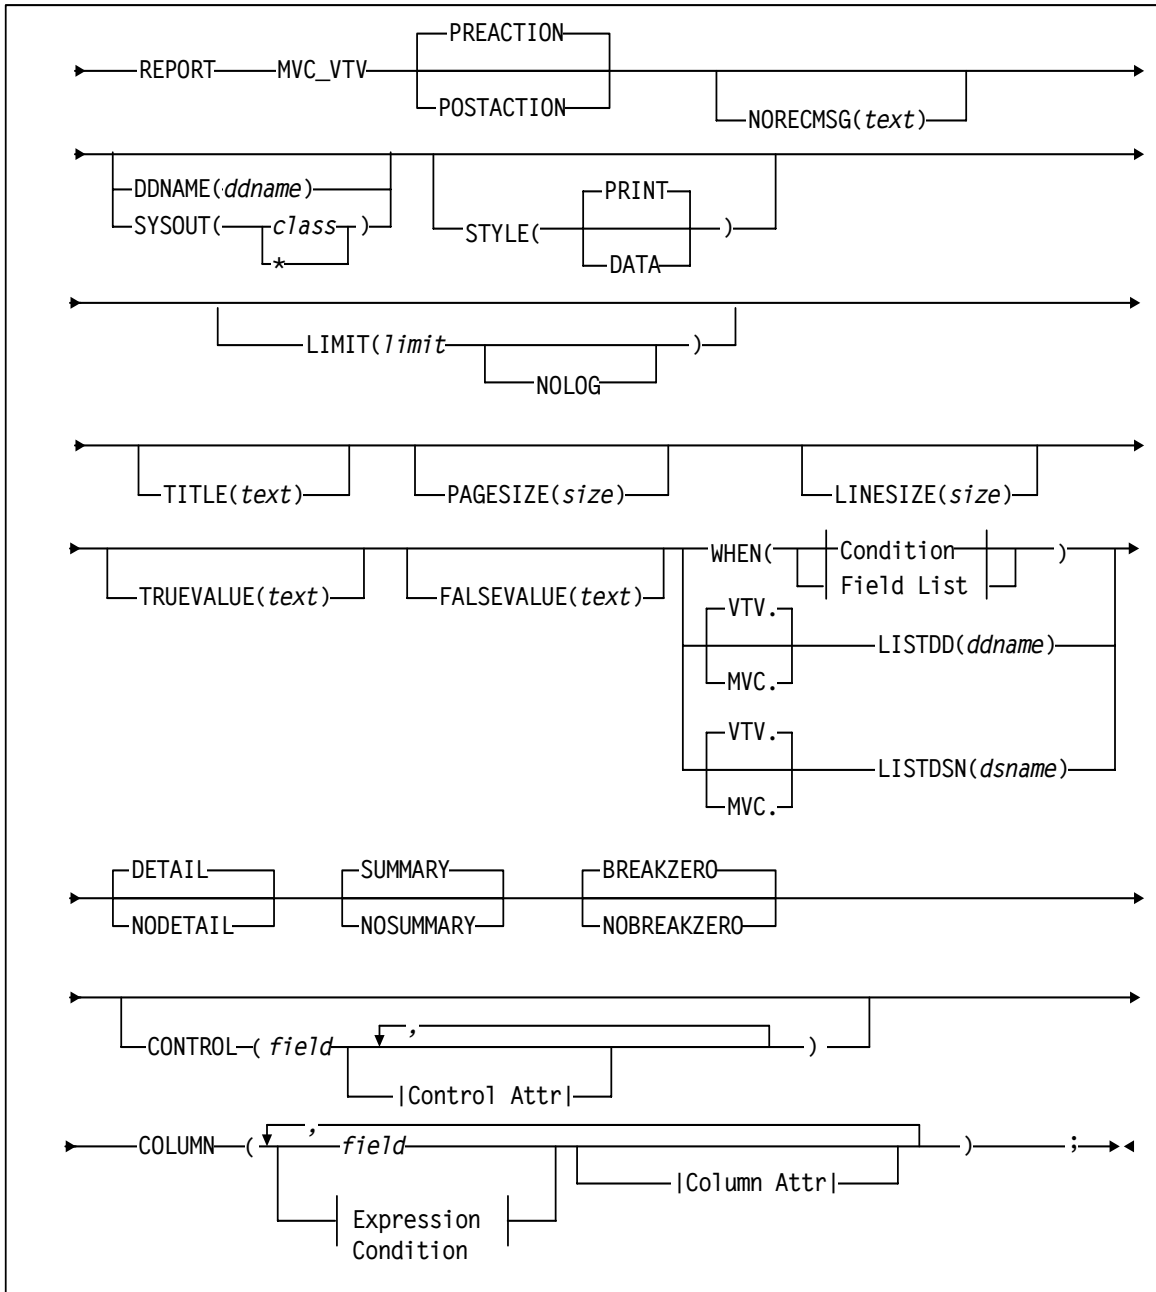 PREACTION
REPORT MVC_VTV
POSTACTION
NORECMSG(text)
DDNAME(ddname)
SYSOUT( class )
*
PRINT
STYLE( )
DATA
LIMIT(limit )
NOLOG
TITLE(text) PAGESIZE(size) LINESIZE(size)
TRUEVALUE(text) FALSEVALUE(text)
WHEN( Condition )
Field List
VTV.
LISTDD(ddname)
MVC.
VTV.
LISTDSN(dsname)
MVC.
DETAIL SUMMARY BREAKZERO
NODETAIL NOSUMMARY NOBREAKZERO
,
CONTROL ( field )
|Control Attr|
,
COLUMN ( field ) ;
|Column Attr|
Expression
Condition